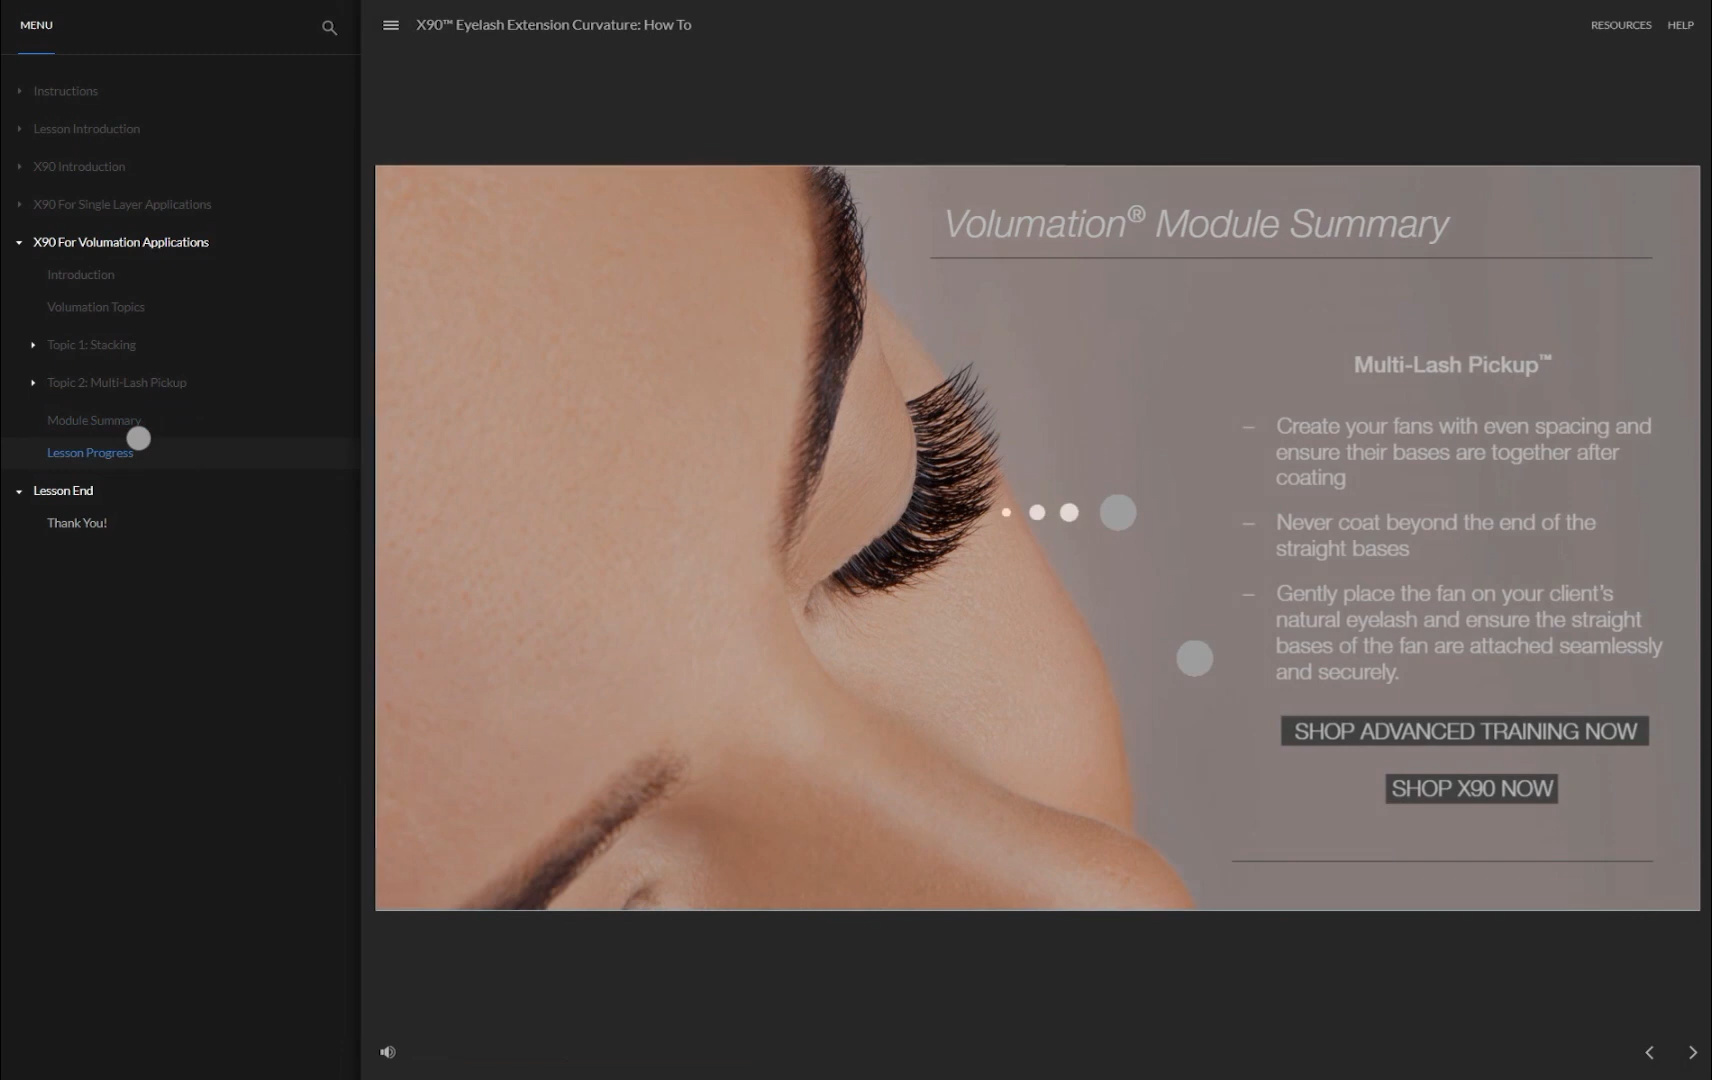 MENU
X90™ Eyelash Extension Curvature: How To
RESOURCES HELP
Instructions
Lesson Introduction
X90 Introduction
X90 For Single Layer Applications
X90 For Volumation Applications
Introduction
Volumation Topics
Topic 1: Stacking
Topic 2: Multi-Lash Pickup
Module Summary
Lesson Progress
Lesson End
Thank You!
Volumation® Module Summary
Multi-Lash Pickup™
– Create your fans with even spacing and
ensure their bases are together after
coating
– Never coat beyond the end of the
straight bases
– Gently place the fan on your client's
natural eyelash and ensure the straight
bases of the fan are attached seamlessly
and securely.
SHOP ADVANCED TRAINING NOW
SHOP X90 NOW